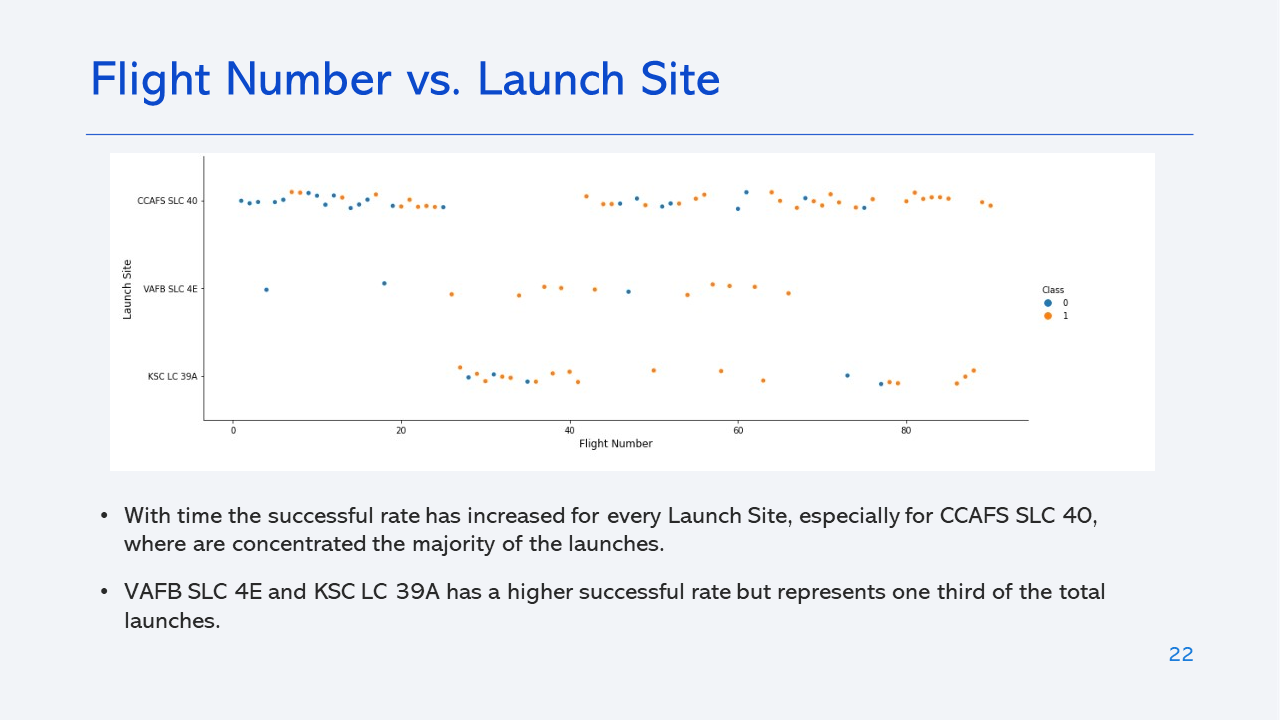 Flight Number vs. Launch Site
CCAFS SLC 40
VAFB SLC 4E
KSC LC 39A
Launch Site
0 20 40 60 80
Flight Number
Class
0
1
• With time the successful rate has increased for every Launch Site, especially for CCAFS SLC 40,
where are concentrated the majority of the launches.
• VAFB SLC 4E and KSC LC 39A has a higher successful rate but represents one third of the total
launches.
22